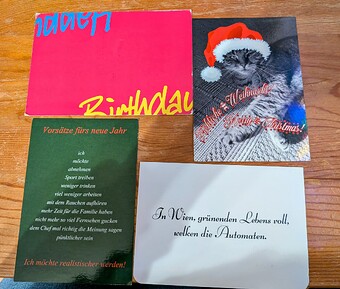 Happy
Birthday
Fröhliche Weihnachten
Merry Christmas!
Vorsätze fürs neue Jahr
ich
möchte
abnehmen
Sport treiben
weniger trinken
viel weniger arbeiten
mit dem Rauchen aufhören
mehr Zeit für die Familie haben
nicht mehr so viel Fernsehen gucken
dem Chef mal richtig die Meinung sagen
pünktlicher sein
Ich möchte realistischer werden!
In Wien, grünenden Lebens voll,
welken die Automaten.